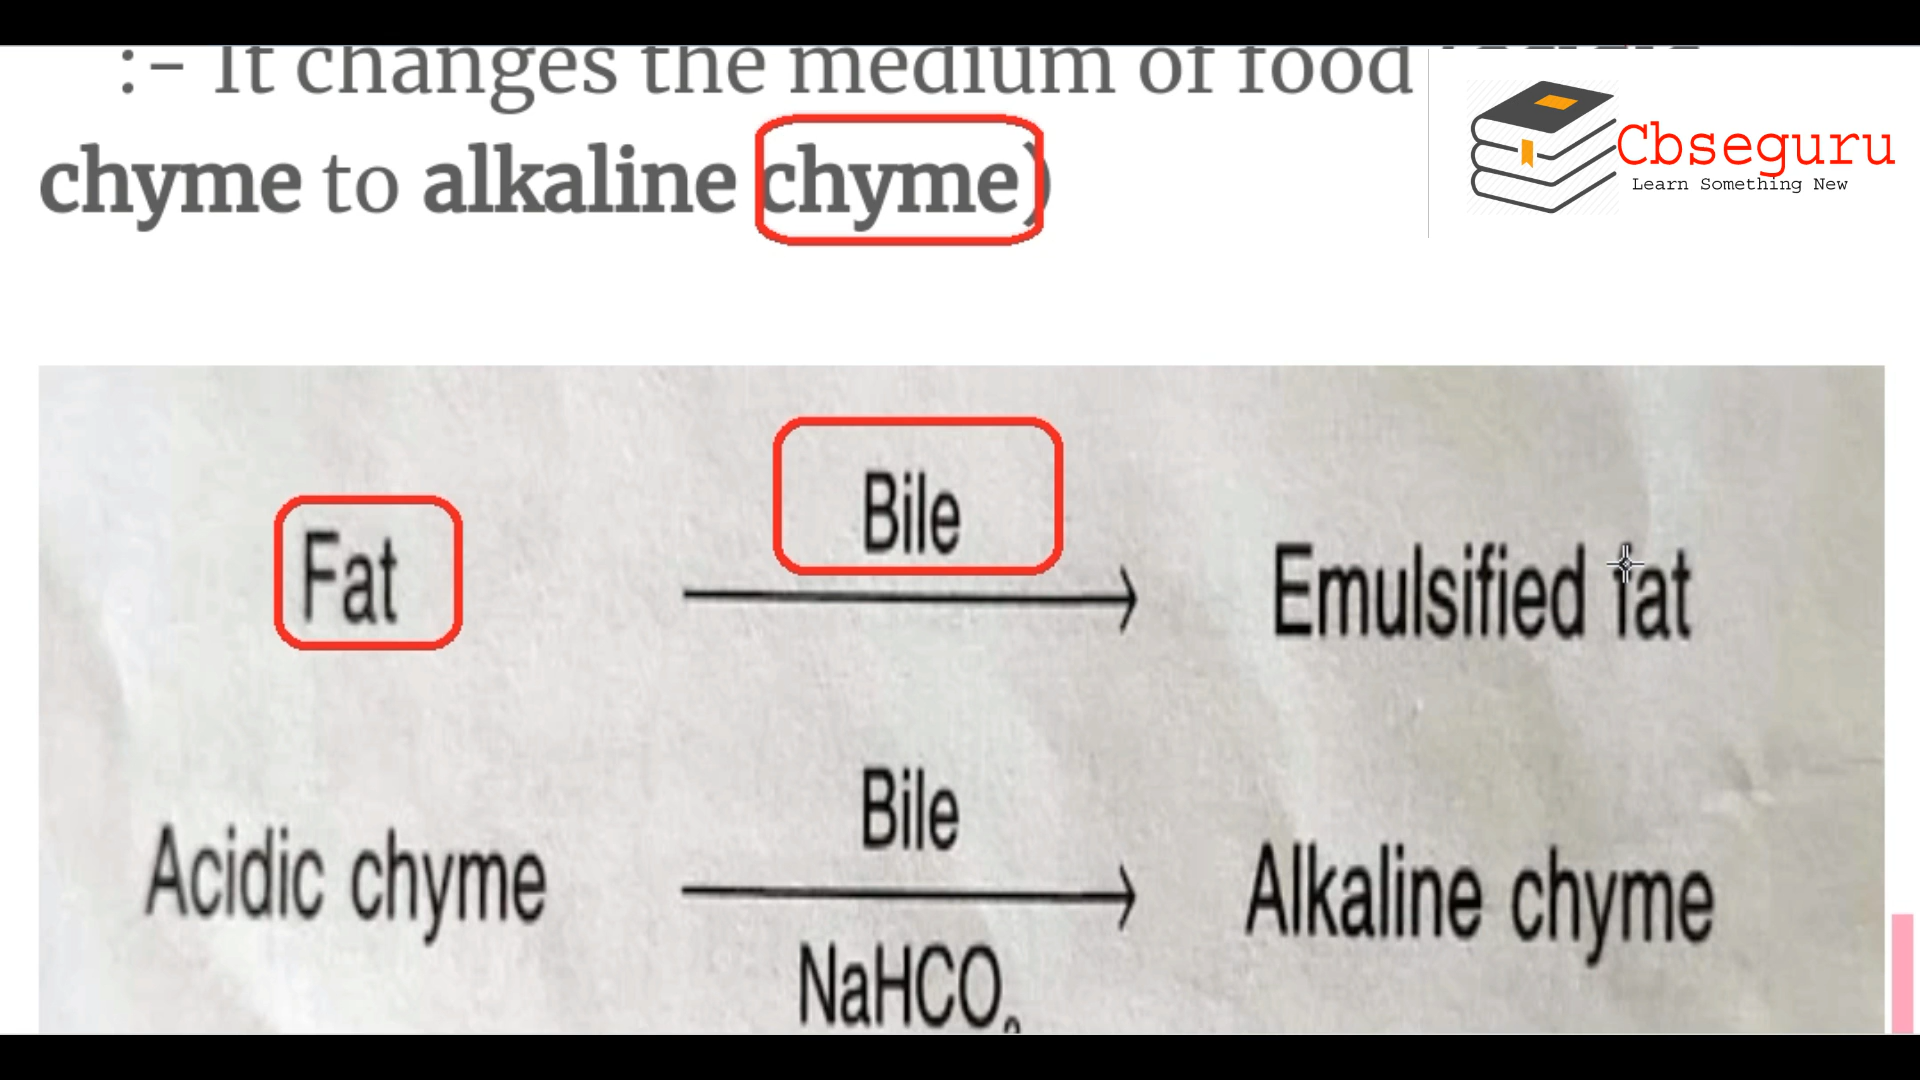 :- It changes the medium of food
chyme to alkaline chyme)
Cbseguru
Learn Something New
Bile
Fat
Emulsified fat
Bile
Acidic chyme
Alkaline chyme
NaHCO